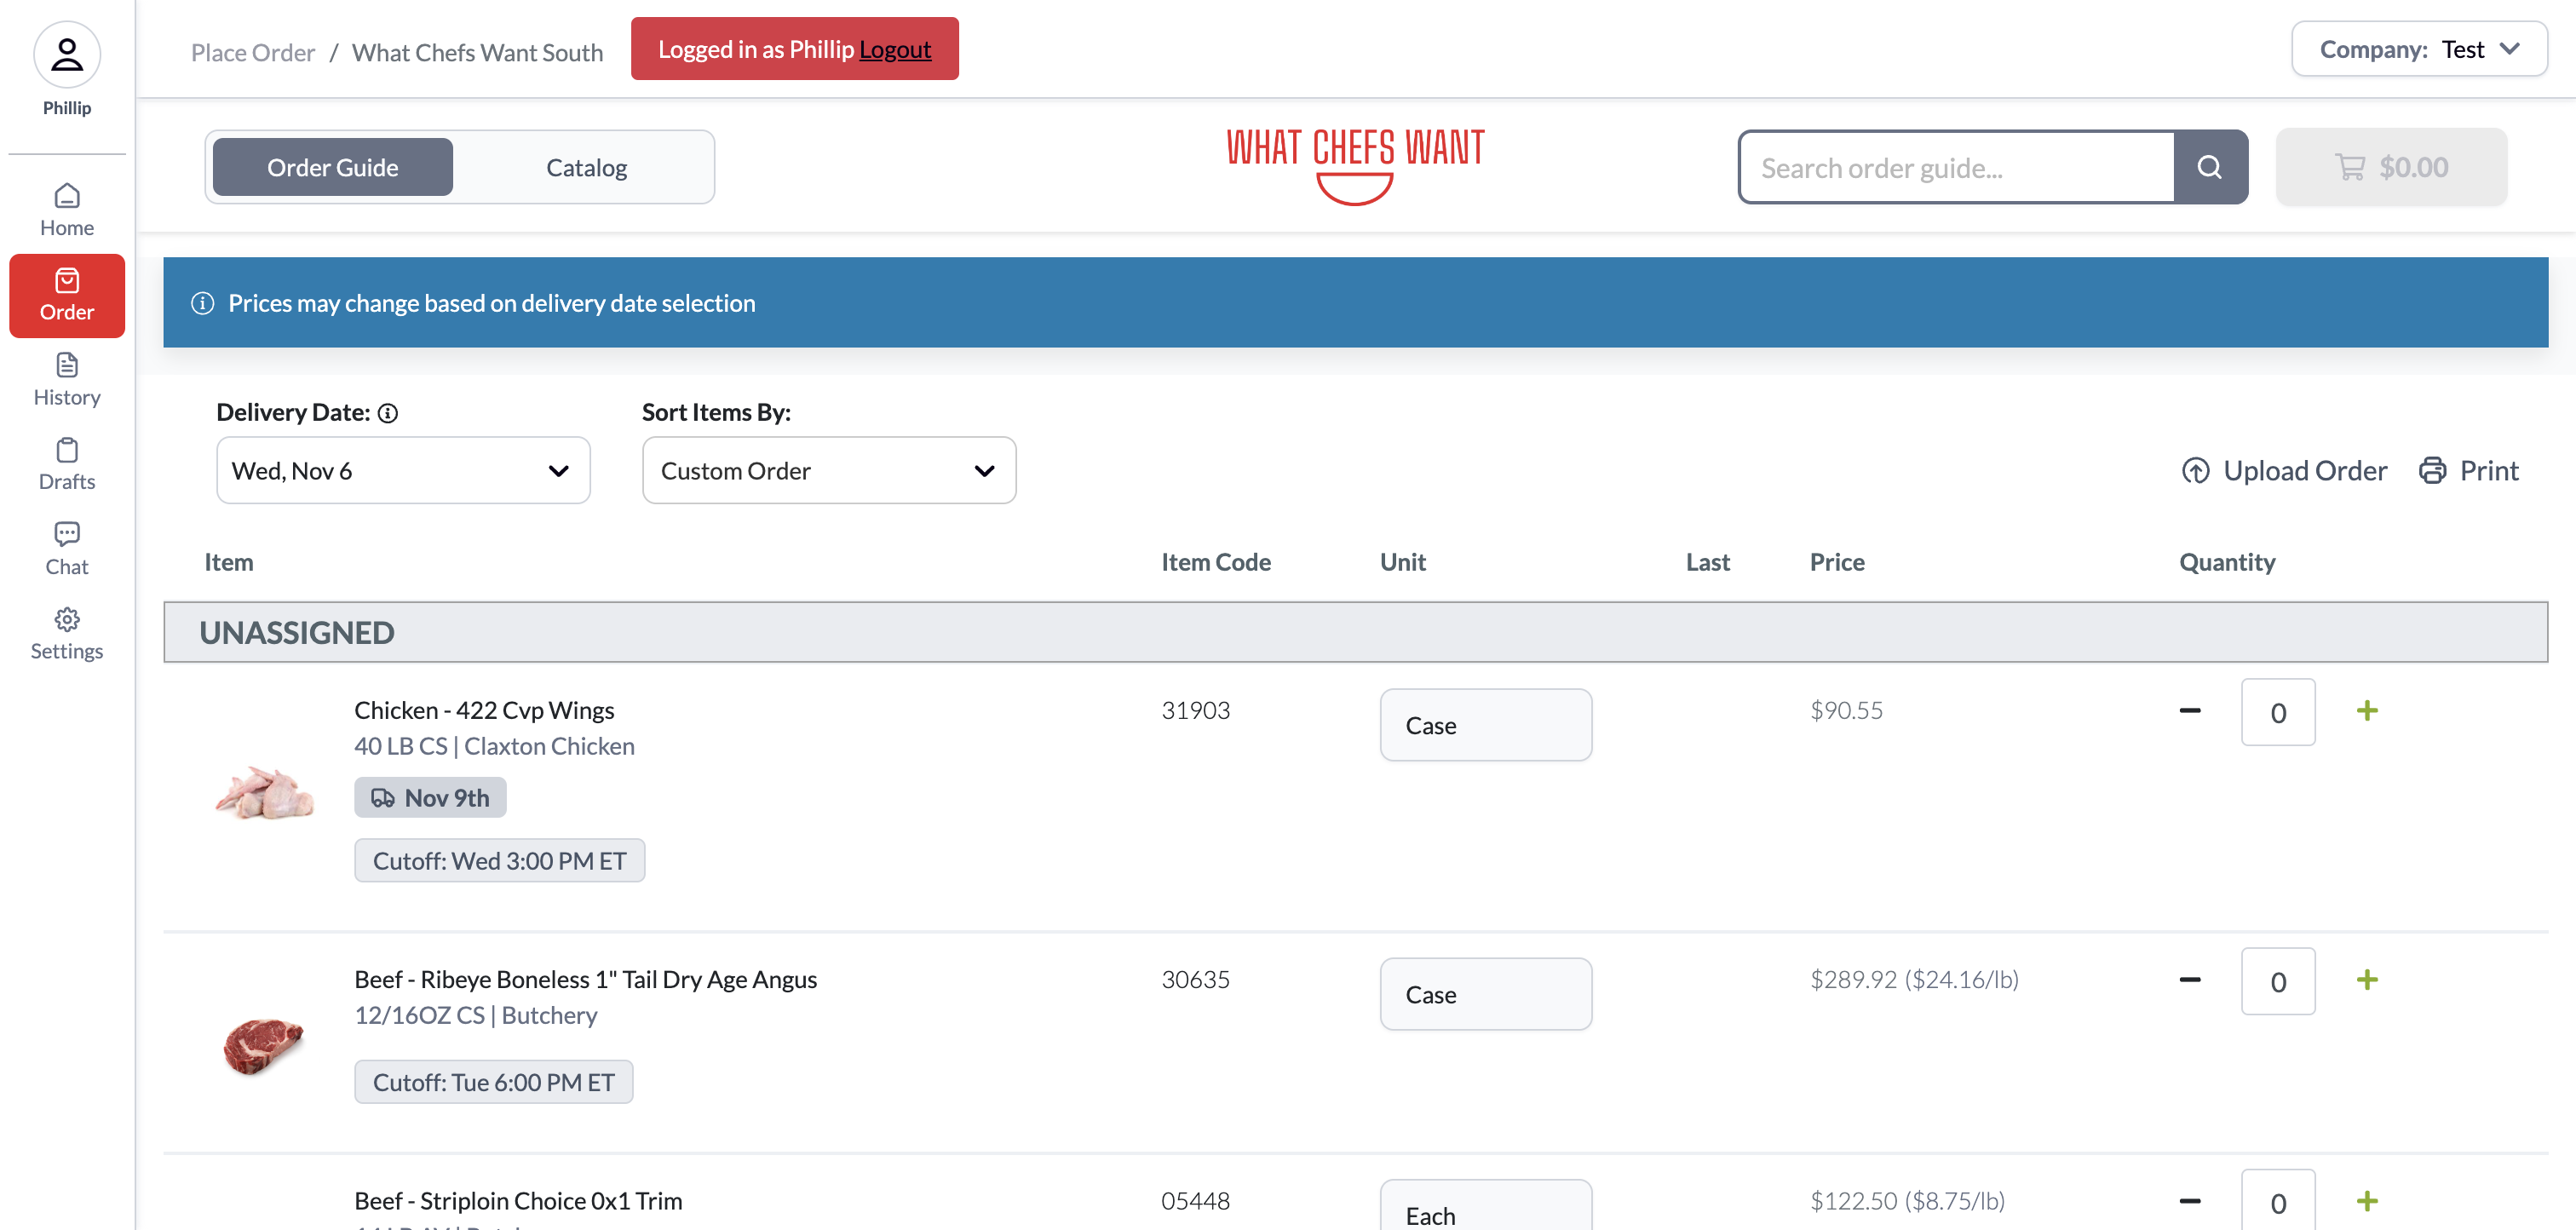 Phillip
Home
Order
History
Drafts
Chat
Settings
Place Order / What Chefs Want South
Logged in as Phillip Logout
Company: Test
Order Guide
Catalog
WHAT CHEFS WANT
Search order guide...
$0.00
Prices may change based on delivery date selection
Delivery Date:
Sort Items By:
Wed, Nov 6
Custom Order
Upload Order
Print
Item Item Code Unit Last Price Quantity
UNASSIGNED
Chicken - 422 Cvp Wings 31903 Case $90.55 0
40 LB CS | Claxton Chicken
Nov 9th
Cutoff: Wed 3:00 PM ET
Beef - Ribeye Boneless 1" Tail Dry Age Angus 30635 Case $289.92 ($24.16/lb) 0
12/16OZ CS | Butchery
Cutoff: Tue 6:00 PM ET
Beef - Striploin Choice 0x1 Trim 05448 Each $122.50 ($8.75/lb) 0